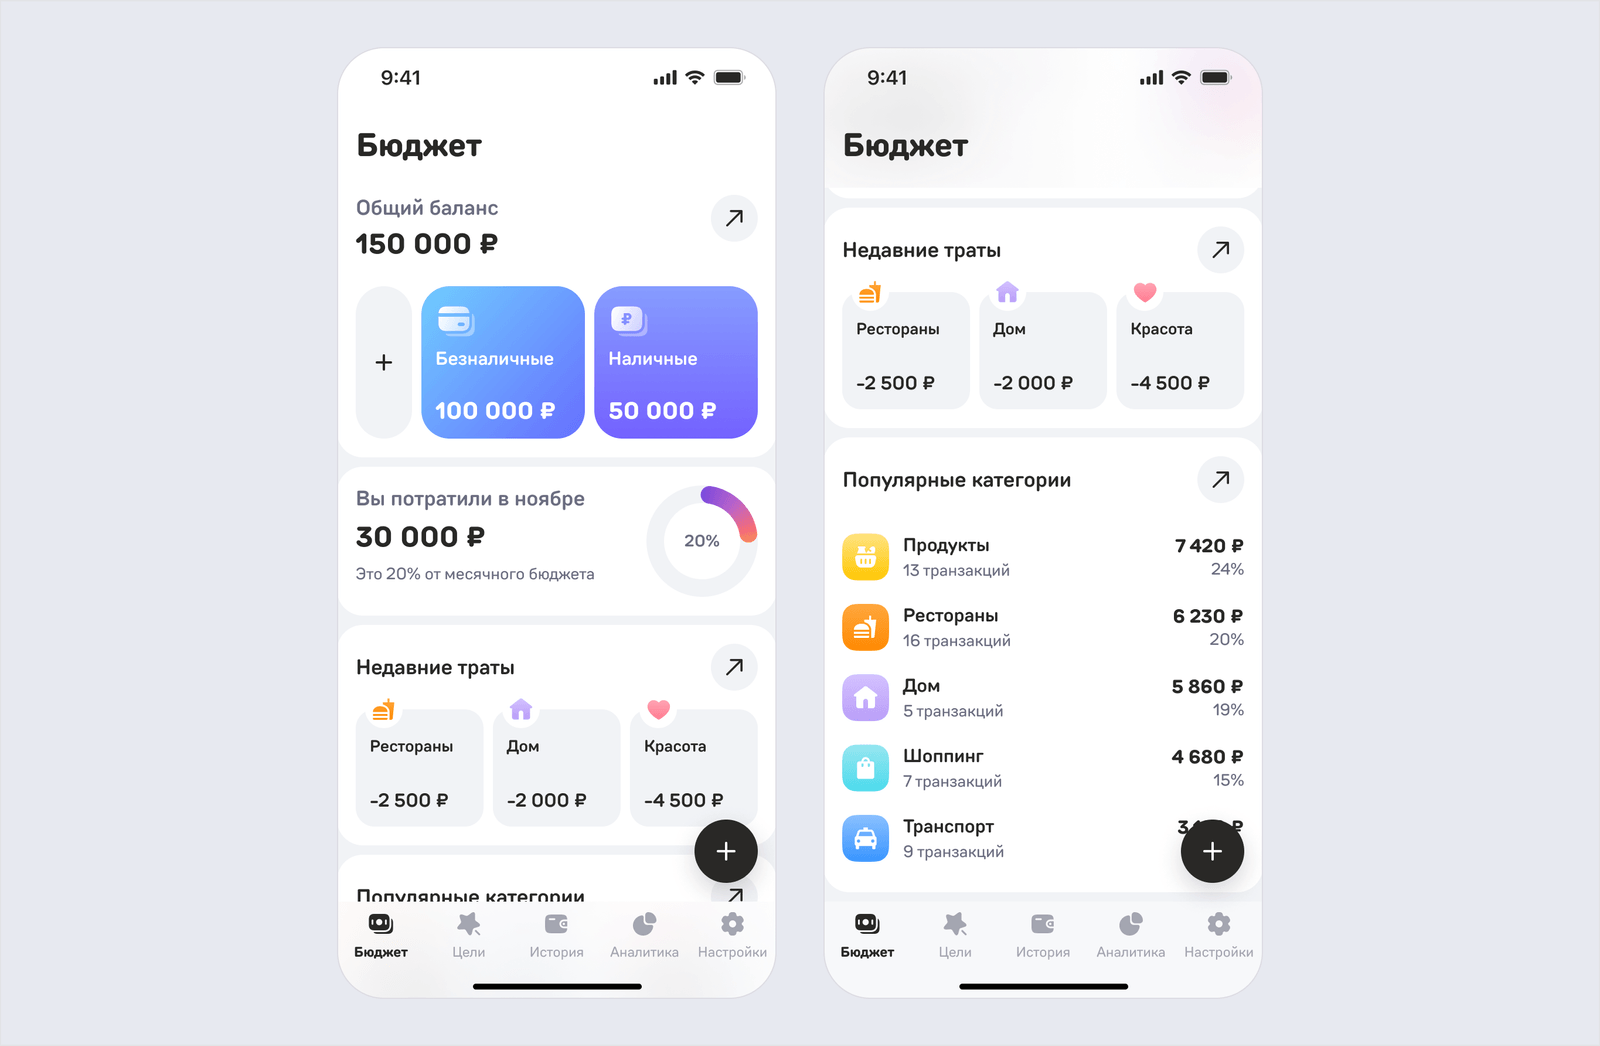 9:41
Бюджет
Общий баланс
150 000 ₽
+
Безналичные
100 000 ₽
₽
Наличные
50 000 ₽
Вы потратили в ноябре
30 000 ₽
Это 20% от месячного бюджета
20%
Недавние траты
Рестораны
-2 500 ₽
Дом
-2 000 ₽
Красота
-4 500 ₽
Популярные категории
+
Бюджет
Цели
История
Аналитика
Настройки
9:41
Бюджет
Недавние траты
Рестораны
-2 500 ₽
Дом
-2 000 ₽
Красота
-4 500 ₽
Популярные категории
Продукты
7 420 ₽
13 транзакций
24%
Рестораны
6 230 ₽
16 транзакций
20%
Дом
5 860 ₽
5 транзакций
19%
Шоппинг
4 680 ₽
7 транзакций
15%
Транспорт
9 транзакций
+
Бюджет
Цели
История
Аналитика
Настройки